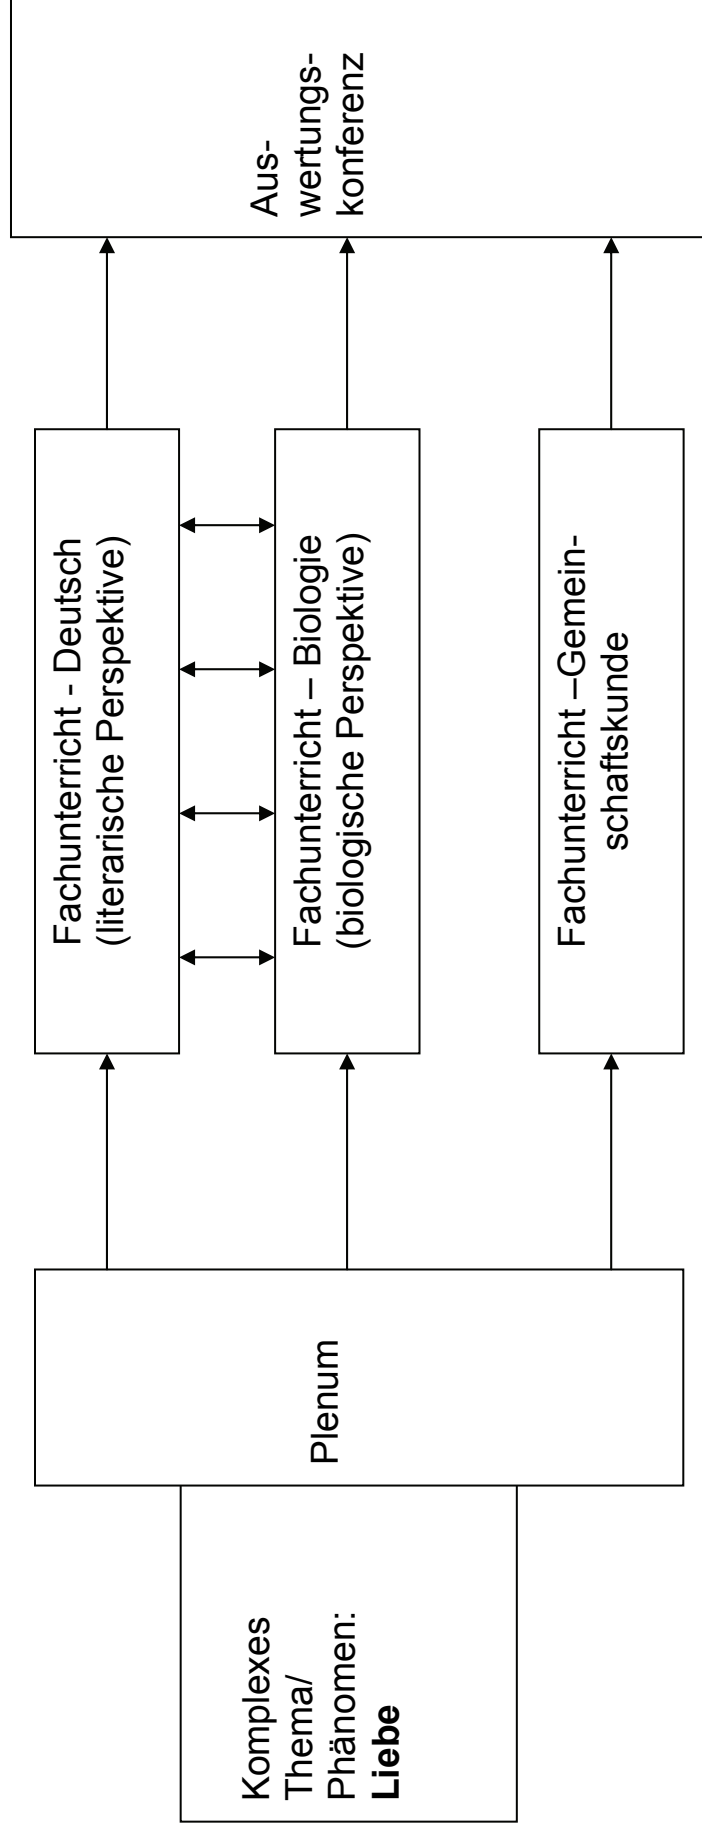 Komplexes
Thema/
Phänomen:
Liebe
Plenum
Fachunterricht - Deutsch
(literarische Perspektive)
Fachunterricht – Biologie
(biologische Perspektive)
Fachunterricht –Gemein-
schaftskunde
Aus-
wertungs-
konferenz